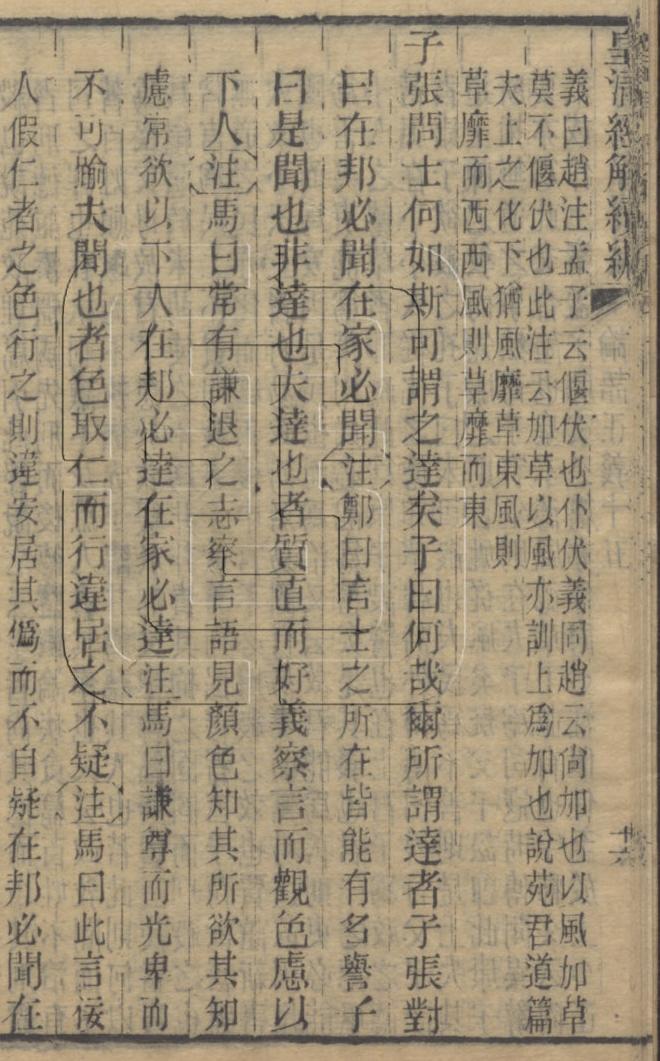 皇清經解續編
論語正義十五
十六
義曰趙注孟子云偃伏也仆伏義同趙云尙加也以風加草
莫不偃伏也此注云加草以風亦訓上爲加也說苑君道篇
夫上之化下猶風靡草東風則
草靡而西西風則草靡而東
子張問士何如斯可謂之達矣子曰何哉爾所謂達者子張對
曰在邦必聞在家必聞注鄭曰言士之所在皆能有名譽子
曰是聞也非達也夫達也者質直而好義察言而觀色慮以
下人注馬曰常有謙退之志察言語見顏色知其所欲其知
慮常欲以下人在邦必達在家必達注馬曰謙尊而光卑而
不可踰夫聞也者色取仁而行違居之不疑注馬曰此言佞
人假仁者之色行之則違安居其僞而不自疑在邦必聞在